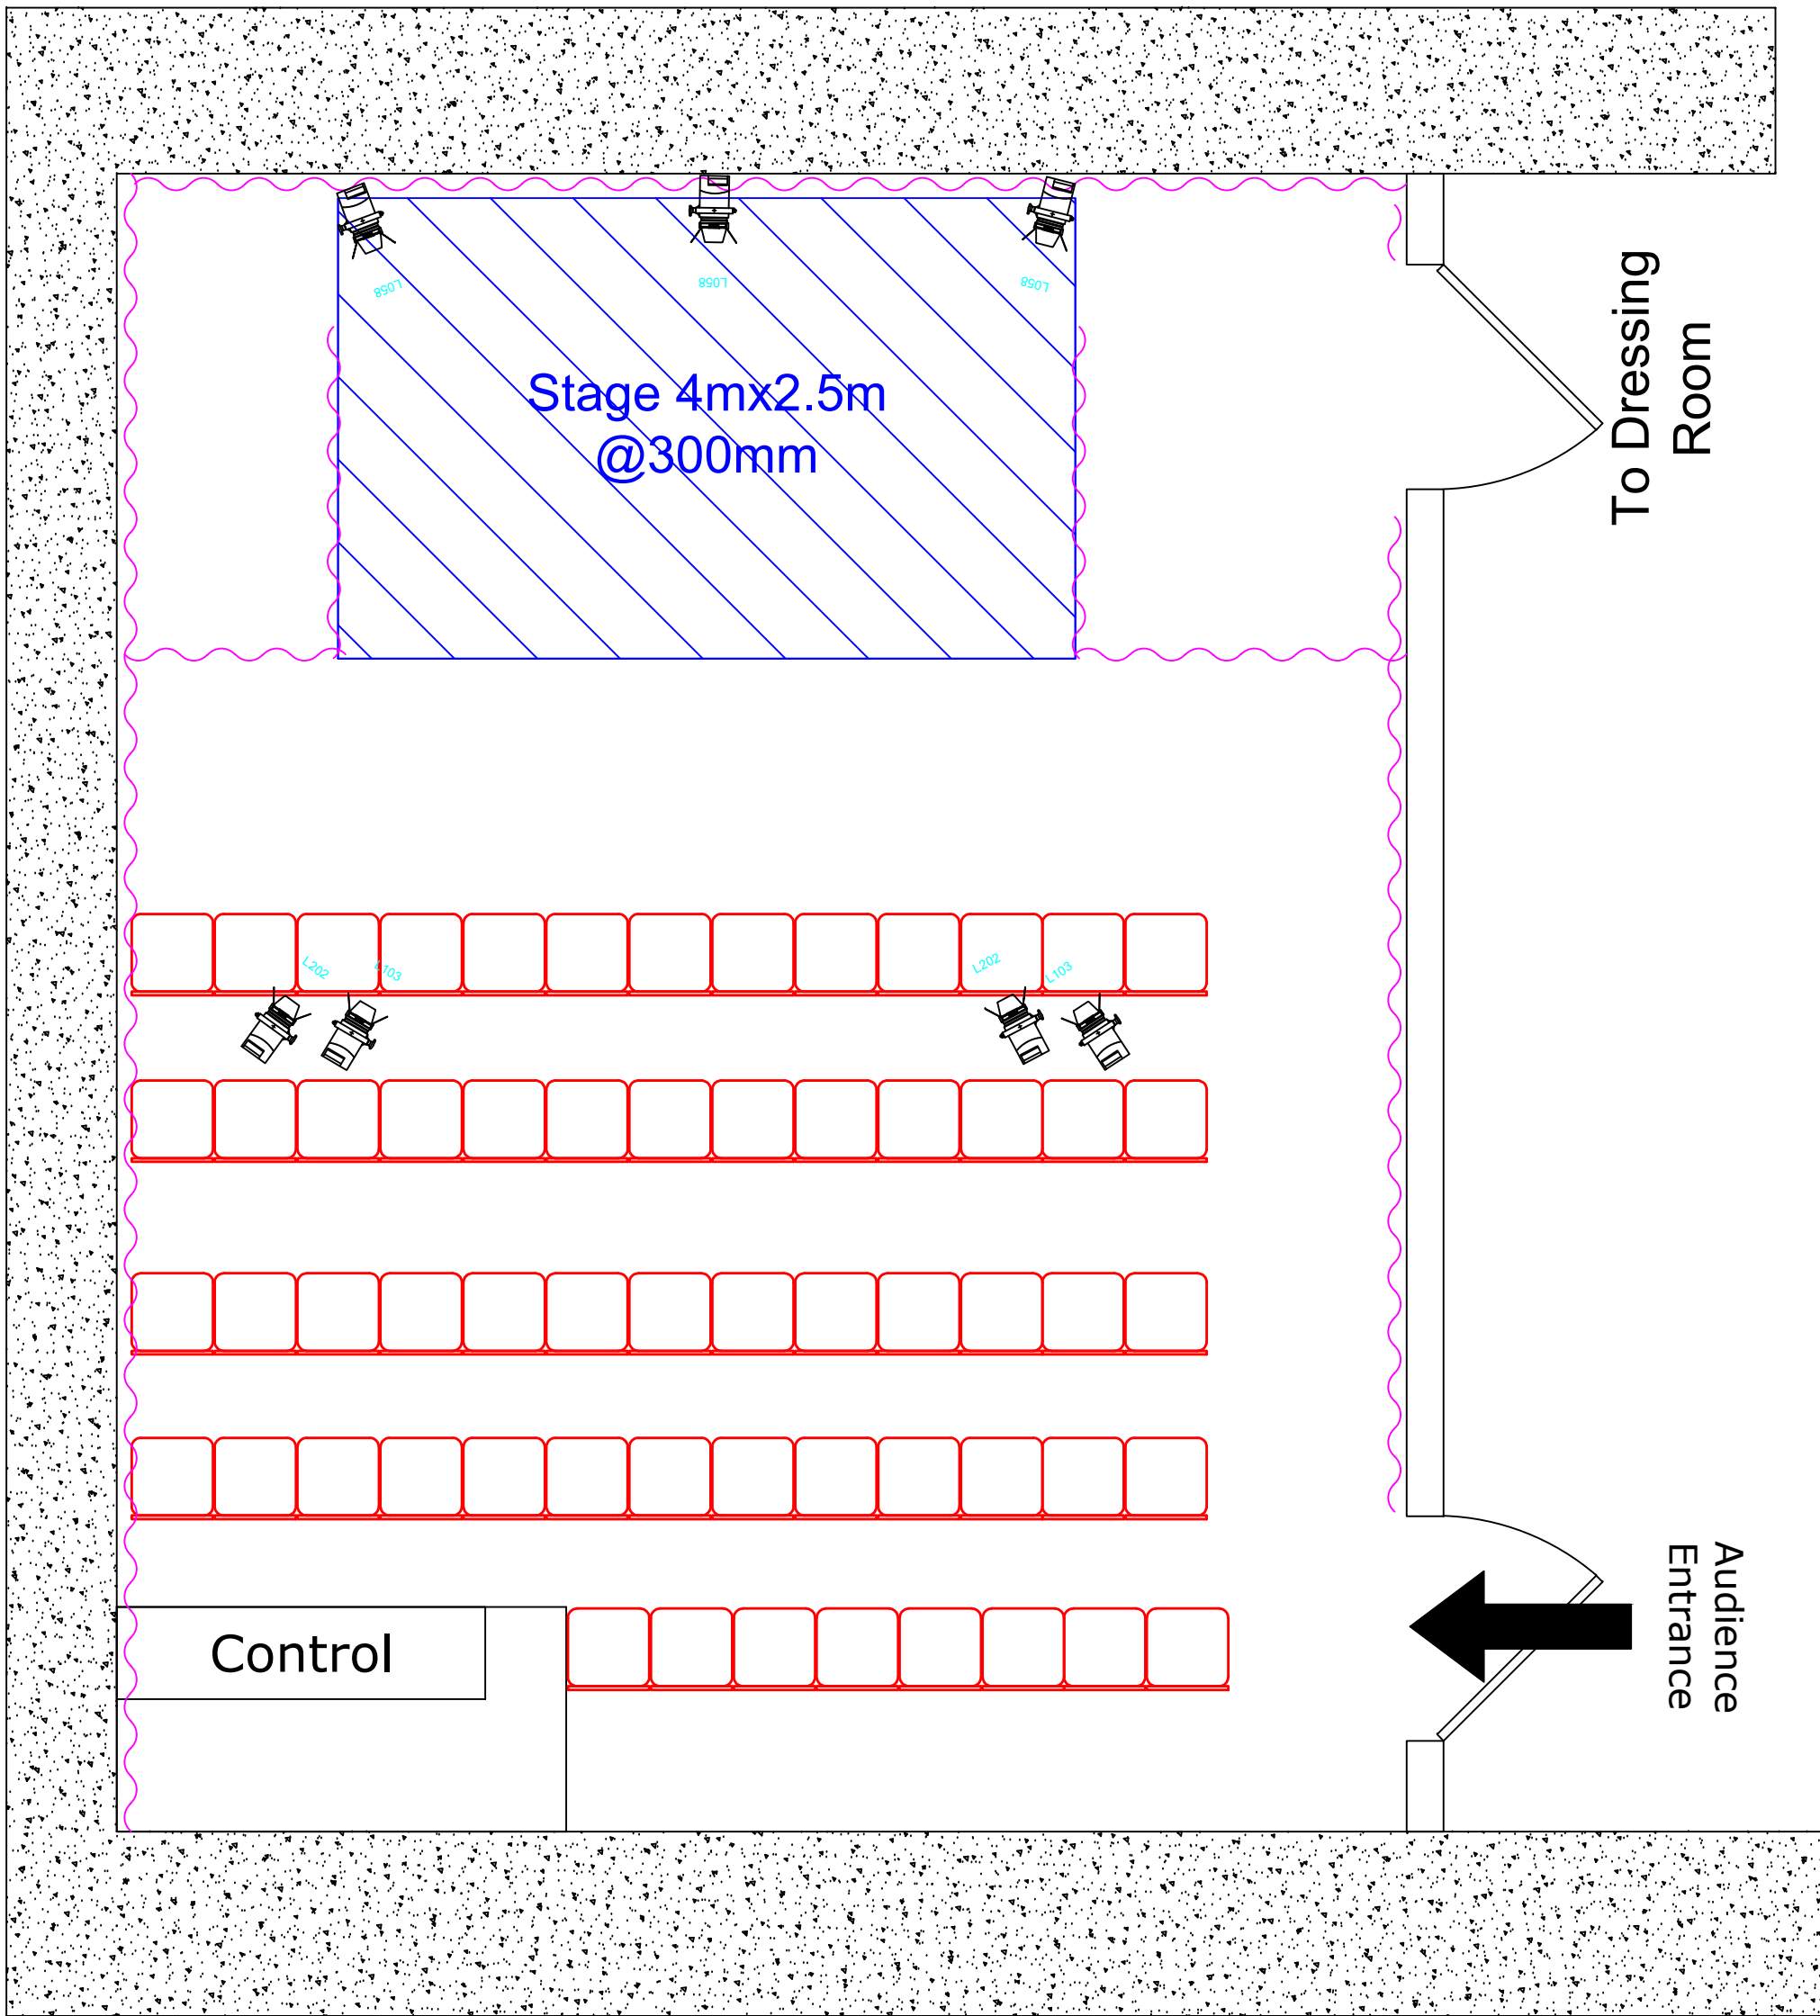 L058
L058
L058
To Dressing
Room
Stage 4mx2.5m
@300mm
L202
L103
L202
L103
Audience
Entrance
Control